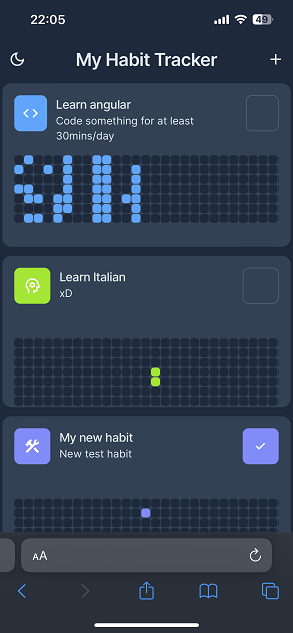 22:05
49
My Habit Tracker
Learn angular
Code something for at least
30mins/day
Learn Italian
xD
My new habit
New test habit
AA